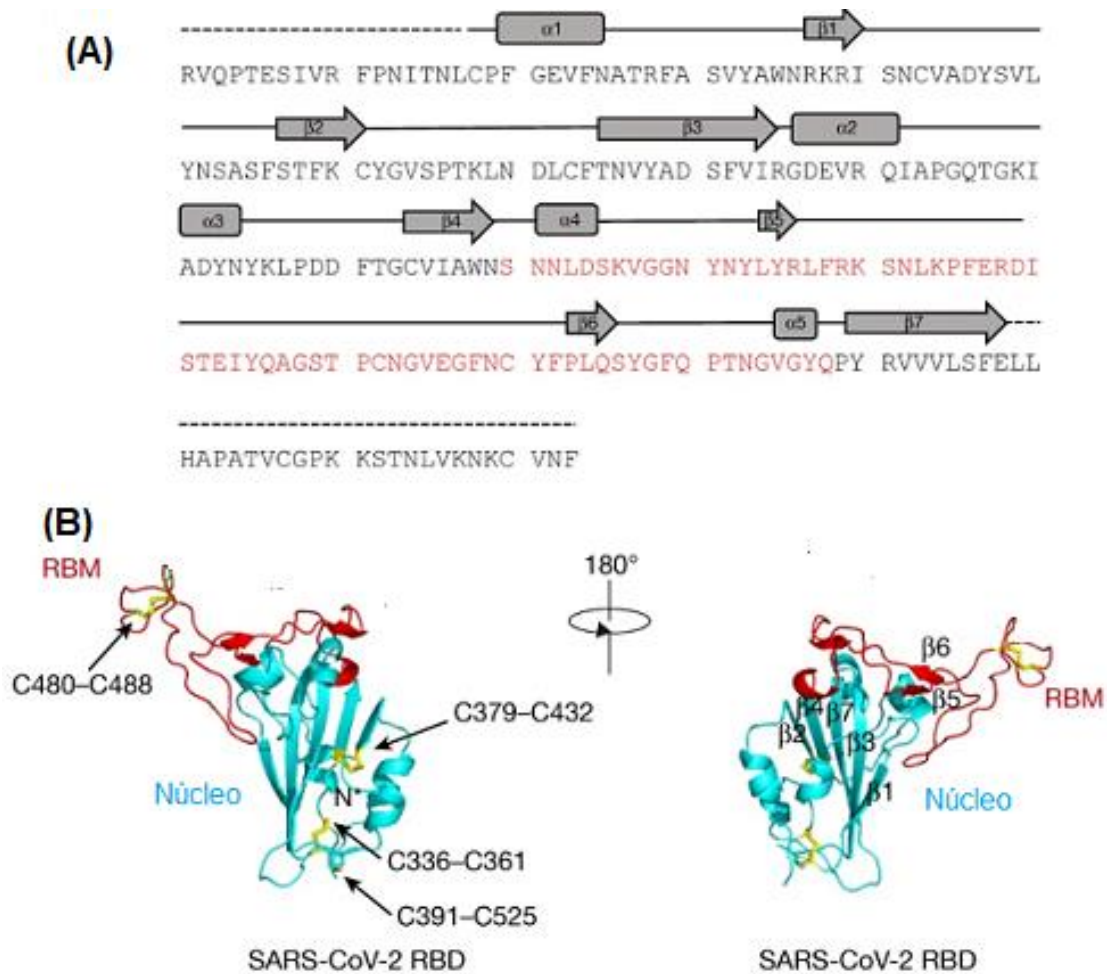 (A)
α1 β1
RVQPTESIVR FPNITNLCPF GEVFNATRFA SVYAWNRKRI SNCVADYSVL
β2 β3 α2
YNSASFSTFK CYGVSPTKLN DLCFTNVYAD SFVIRGDEVR QIAPGQTGKI
α3 β4 α4 β5
ADYNYKLPDD FTGCVIAWNS NNLDSKVGGN YNYLYRLFRK SNLKPFERDI
β6 α5 β7
STEIYQAGST PCNGVEGFNC YFPLQSYGFQ PTNGVGYQPY RVVVLSFELL
HAPATVCGPK KSTNLVKNKC VNF
(B)
RBM
C480–C488
C379–C432
Núcleo
N*
C336–C361
C391–C525
SARS-CoV-2 RBD
180°
β6
RBM
β5
β4
β7
β2
β3
β1
Núcleo
SARS-CoV-2 RBD